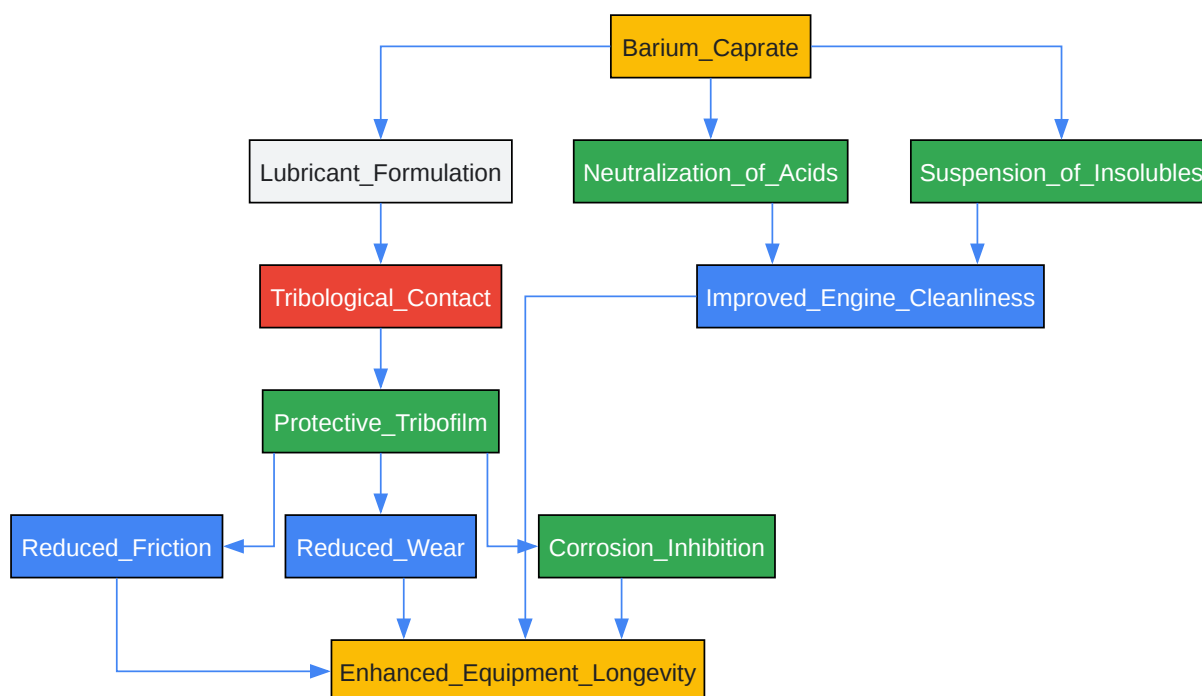 Barium_Caprate
Lubricant_Formulation
Neutralization_of_Acids
Suspension_of_Insolubles
Tribological_Contact
Improved_Engine_Cleanliness
Protective_Tribofilm
Reduced_Friction
Reduced_Wear
Corrosion_Inhibition
Enhanced_Equipment_Longevity